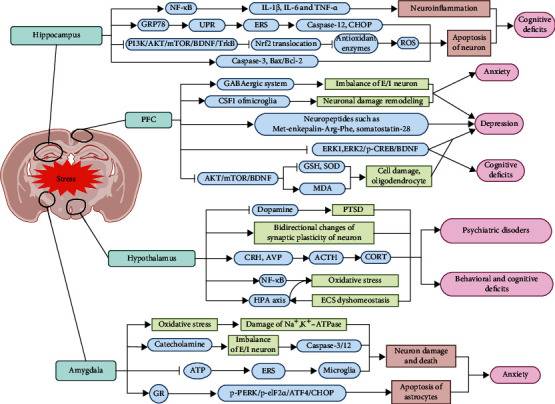 Hippocampus
NF-κB
IL-1β, IL-6 and TNF-α
Neuroinflammation
GRP78
UPR
ERS
Caspase-12, CHOP
PI3K/AKT/mTOR/BDNF/TrkB
Nrf2 translocation
Antioxidant
enzymes
ROS
Caspase-3, Bax/Bcl-2
Apoptosis
of neuron
Cognitive
deficits
PFC
GABAergic system
Imbalance of E/I neuron
CSF1 of microglia
Neuronal damage remodeling
Neuropeptides such as
Met-enkepalin-Arg-Phe, somatostatin-28
ERK1,ERK2/p-CREB/BDNF
AKT/mTOR/BDNF
GSH, SOD
MDA
Cell damage,
oligodendrocyte
Anxiety
Depression
Cognitive
deficits
Stress
Hypothalamus
Dopamine
PTSD
Bidirectional changes of
synaptic plasticity of neuron
CRH, AVP
ACTH
CORT
NF-κB
Oxidative stress
HPA axis
ECS dyshomeostasis
Psychiatric disoders
Behavioral and cognitive
deficits
Amygdala
Oxidative stress
Damage of Na+,K+-ATPase
Catecholamine
Imbalance
of E/I neuron
Caspase-3/12
ATP
ERS
Microglia
GR
p-PERK/p-eIF2α/ATF4/CHOP
Neuron damage
and death
Apoptosis of
astrocytes
Anxiety